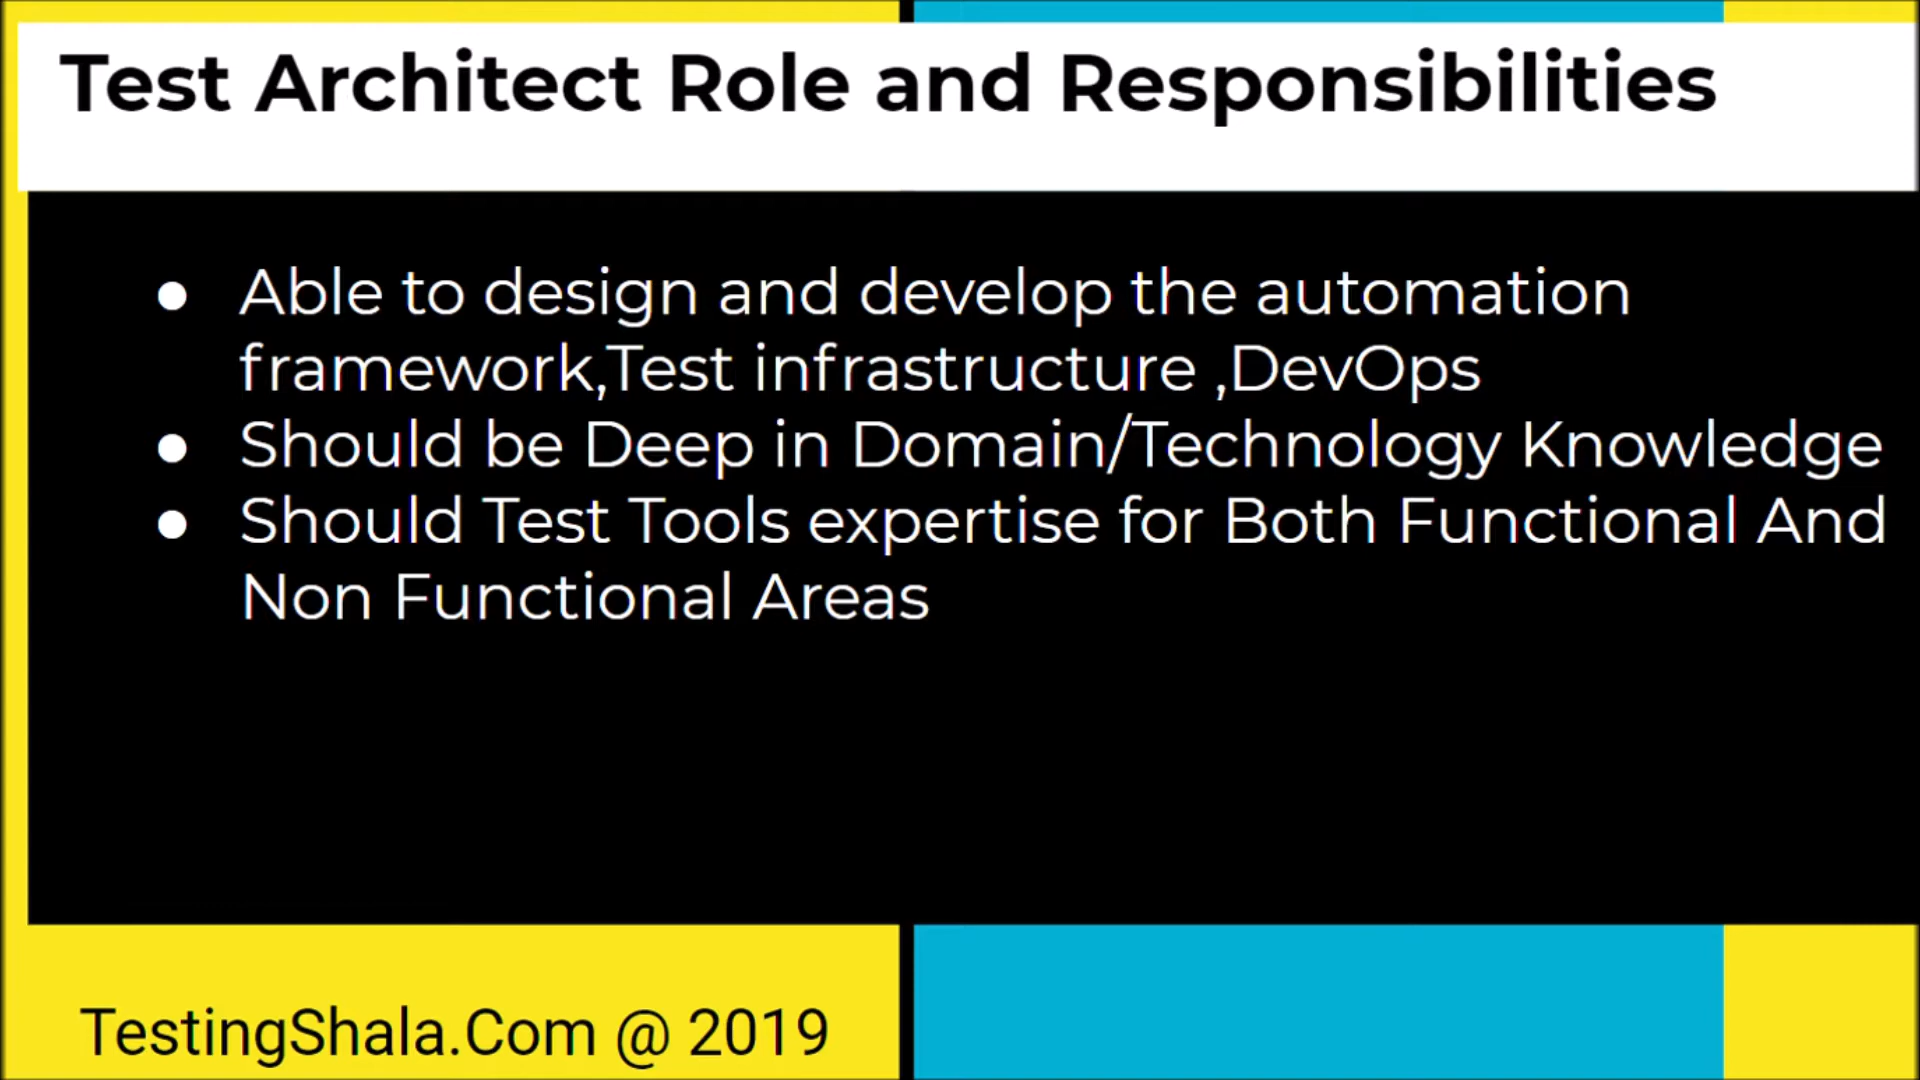 Test Architect Role and Responsibilities
● Able to design and develop the automation
framework,Test infrastructure ,DevOps
● Should be Deep in Domain/Technology Knowledge
● Should Test Tools expertise for Both Functional And
Non Functional Areas
TestingShala.Com @ 2019